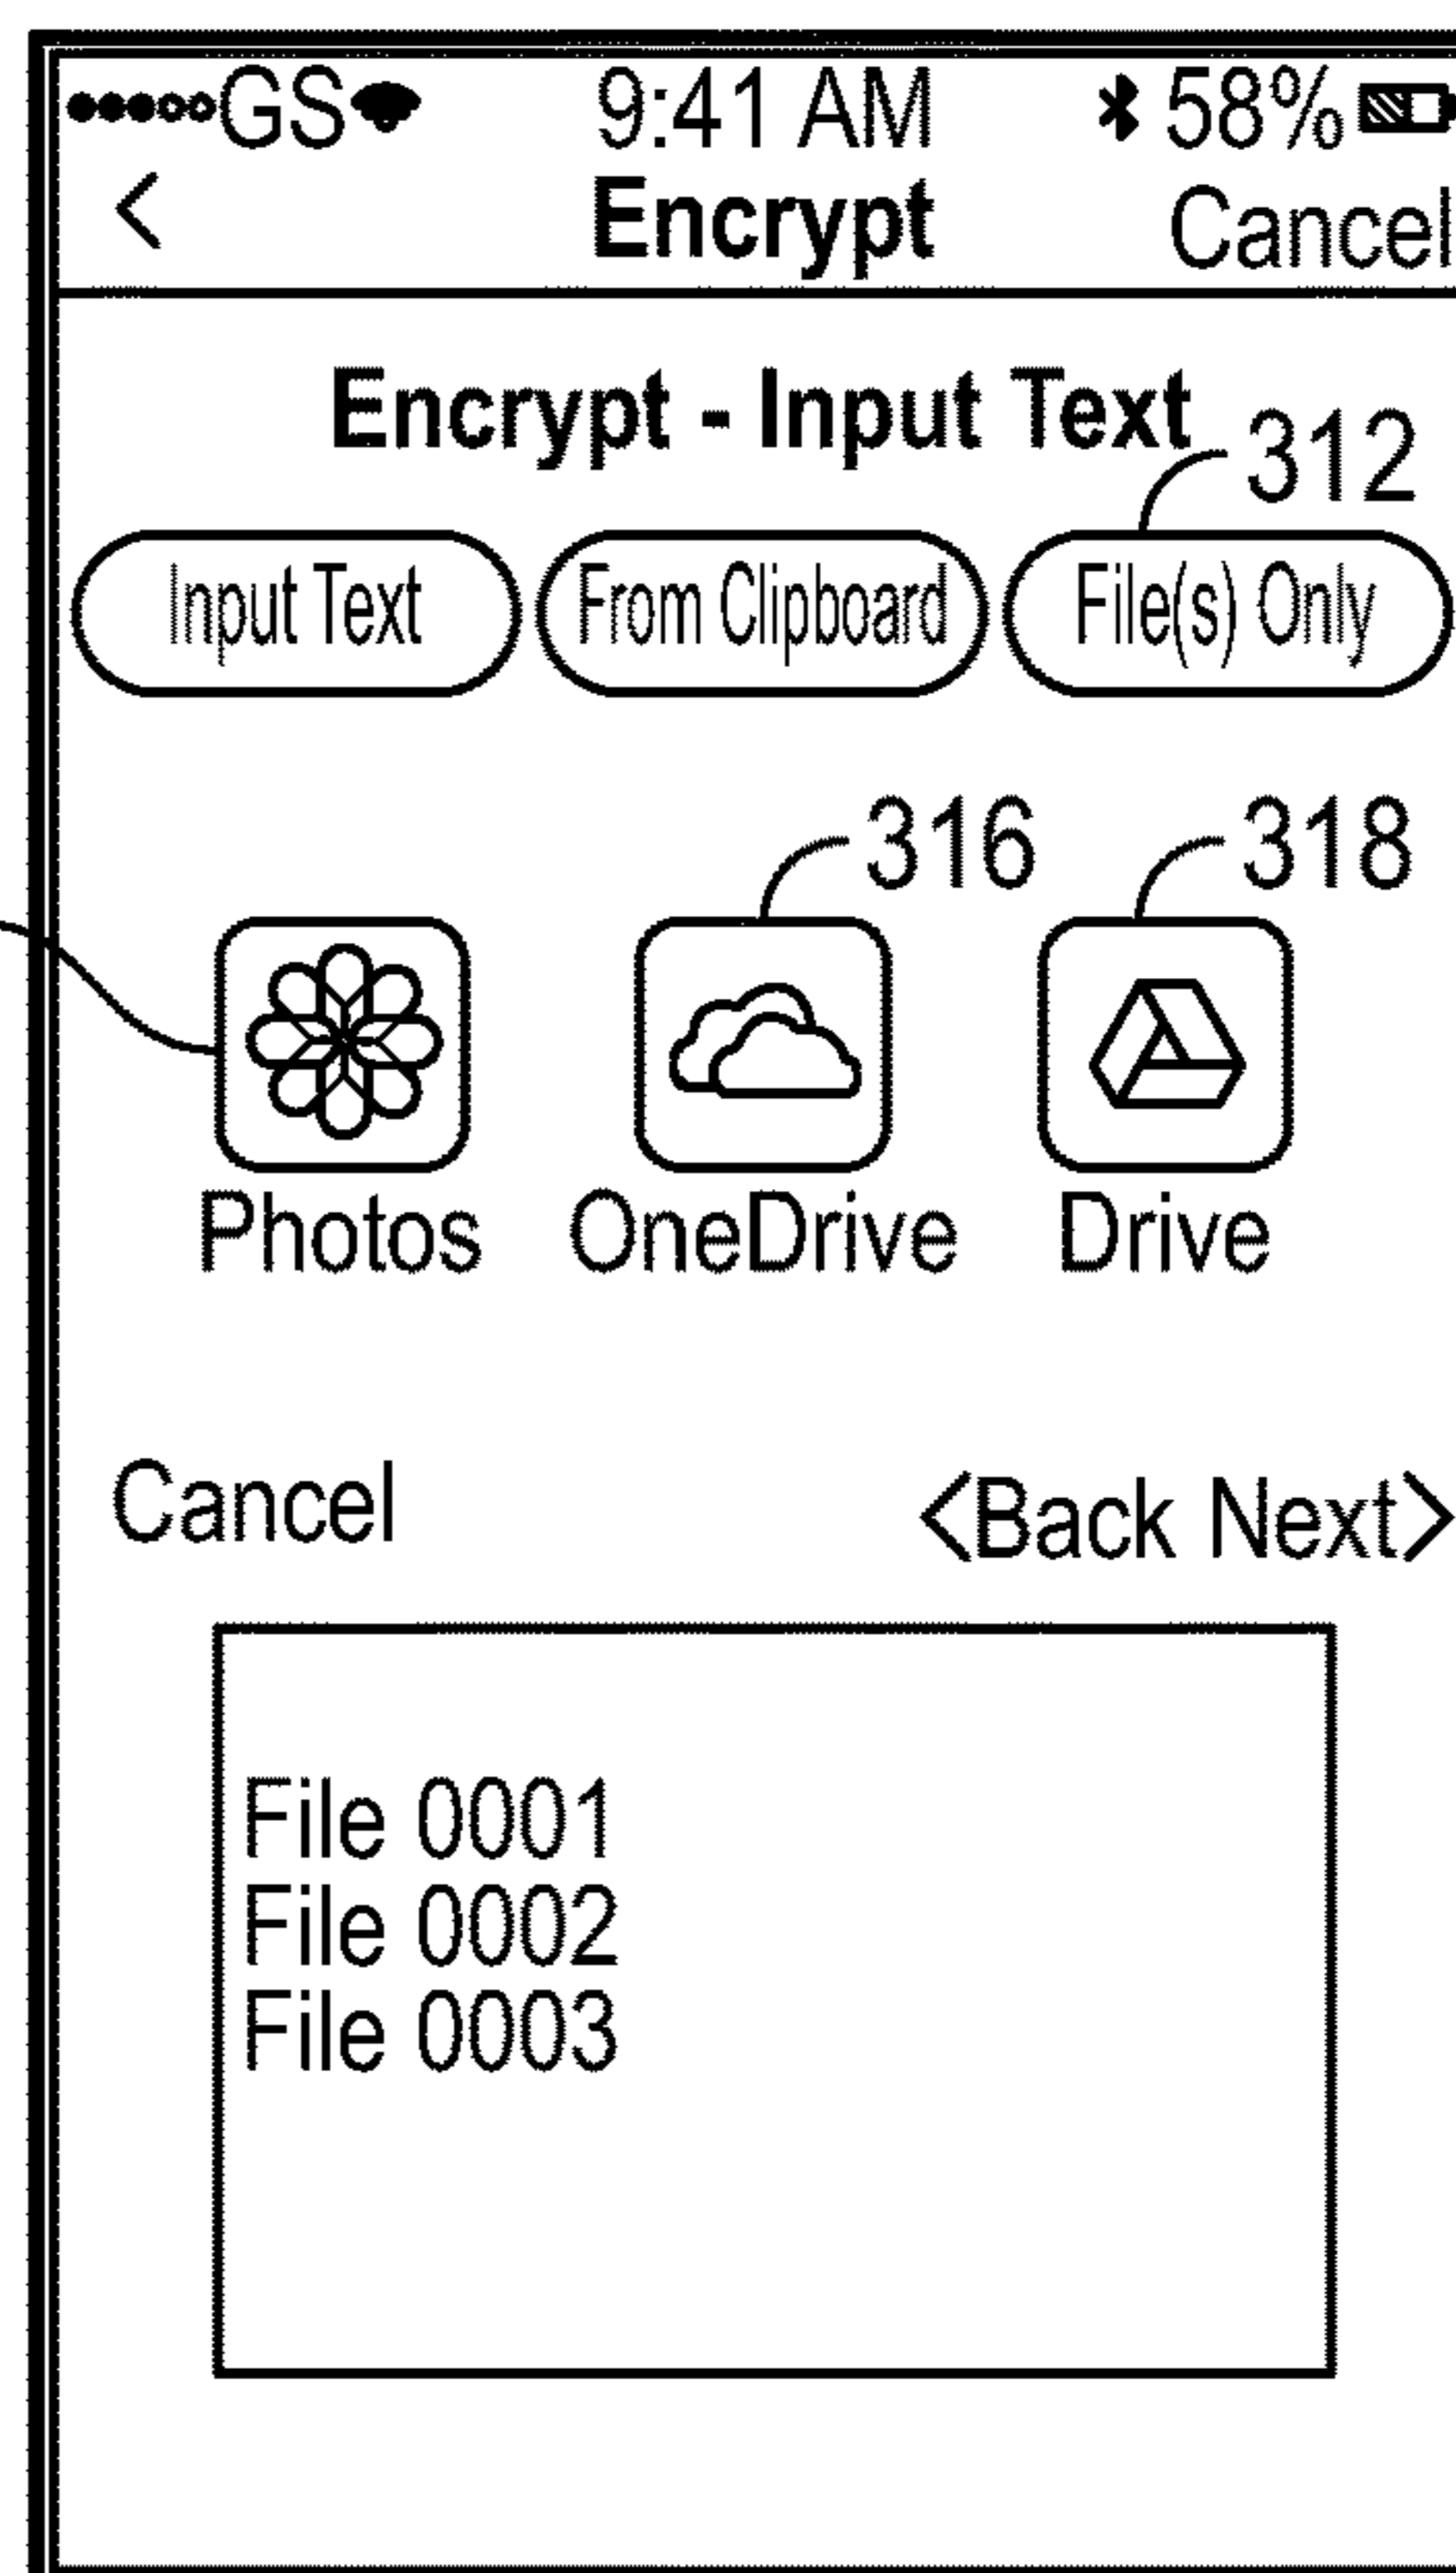 GS 9:41 AM 58%
< Encrypt Cancel
Encrypt - Input Text
312
Input Text From Clipboard File(s) Only
316 318
Photos OneDrive Drive
Cancel <Back Next>
File 0001
File 0002
File 0003